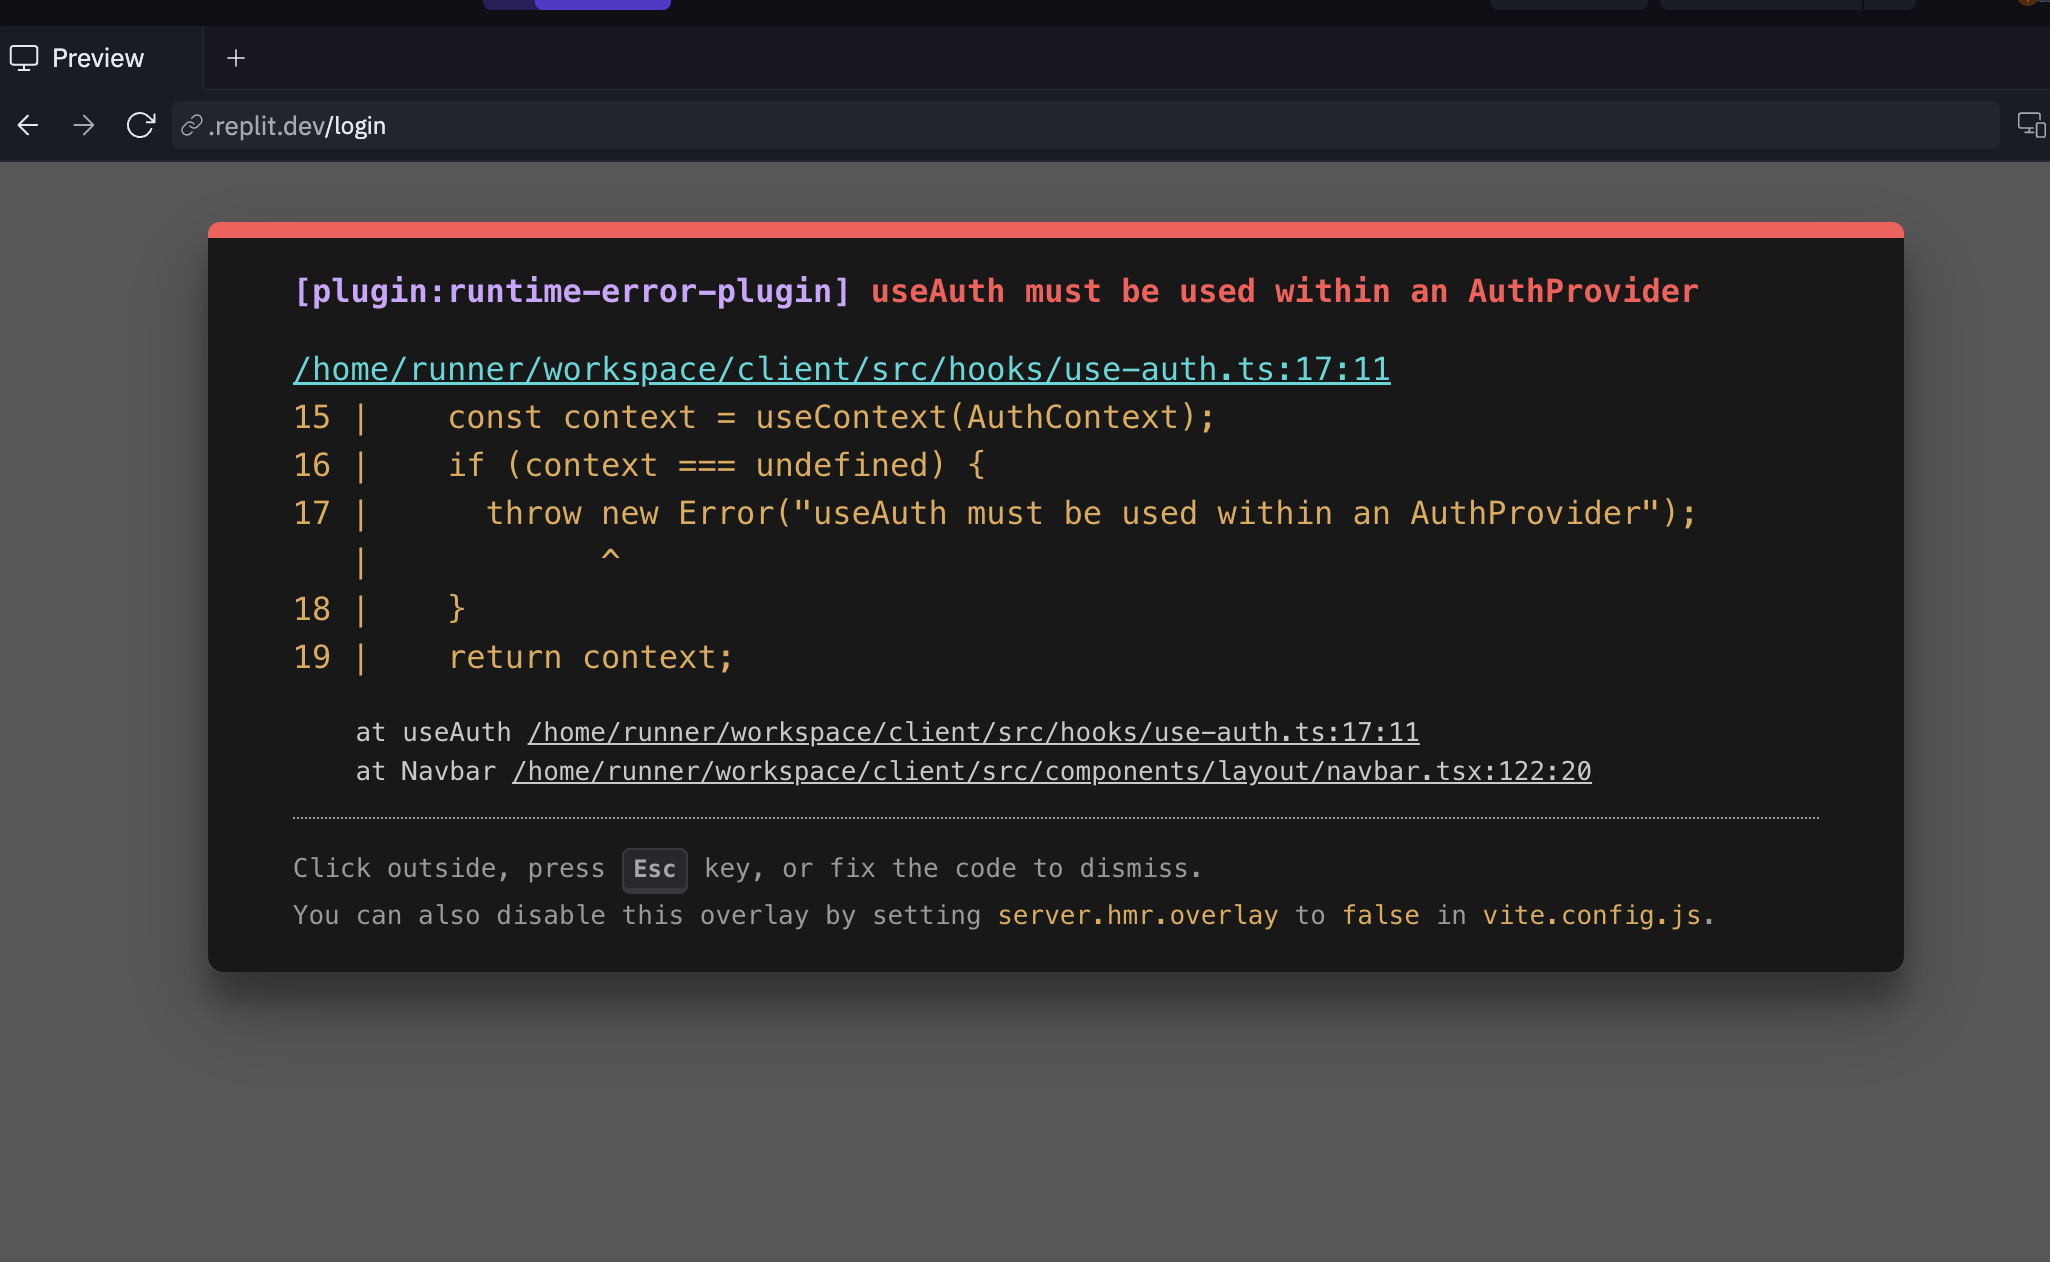 Preview
.replit.dev/login
[plugin:runtime-error-plugin] useAuth must be used within an AuthProvider
/home/runner/workspace/client/src/hooks/use-auth.ts:17:11
15 |    const context = useContext(AuthContext);
16 |    if (context === undefined) {
17 |      throw new Error("useAuth must be used within an AuthProvider");
   |            ^
18 |    }
19 |    return context;
at useAuth /home/runner/workspace/client/src/hooks/use-auth.ts:17:11
at Navbar /home/runner/workspace/client/src/components/layout/navbar.tsx:122:20
Click outside, press Esc key, or fix the code to dismiss.
You can also disable this overlay by setting server.hmr.overlay to false in vite.config.js.